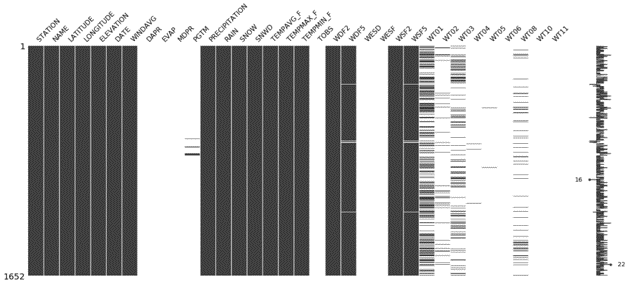 STATION
NAME
LATITUDE
LONGITUDE
ELEVATION
DATE
WINDAVG
DAPR
EVAP
MDPR
PGTM
PRECIPITATION
RAIN
SNOW
SNWD
TEMPAVG_F
TEMPMAX_F
TEMPMIN_F
TOBS
WDF2
WDF5
WESD
WESF
WSF2
WSF5
WT01
WT02
WT03
WT04
WT05
WT06
WT08
WT10
WT11
1
16
22
1652